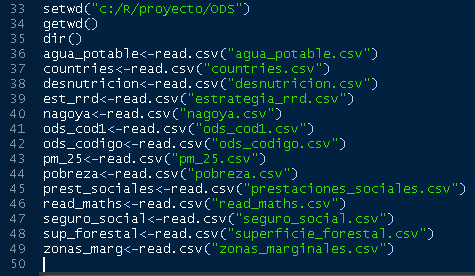 33 setwd("c:/R/proyecto/ODS")
34 getwd()
35 dir()
36 agua_potable<-read.csv("agua_potable.csv")
37 countries<-read.csv("countries.csv")
38 desnutricion<-read.csv("desnutricion.csv")
39 est_rrd<-read.csv("estrategia_rrd.csv")
40 nagoya<-read.csv("nagoya.csv")
41 ods_cod1<-read.csv("ods_cod1.csv")
42 ods_codigo<-read.csv("ods_codigo.csv")
43 pm_25<-read.csv("pm_25.csv")
44 pobreza<-read.csv("pobreza.csv")
45 prest_sociales<-read.csv("prestaciones_sociales.csv")
46 read_maths<-read.csv("read_maths.csv")
47 seguro_social<-read.csv("seguro_social.csv")
48 sup_forestal<-read.csv("superficie_forestal.csv")
49 zonas_marg<-read.csv("zonas_marginales.csv")
50